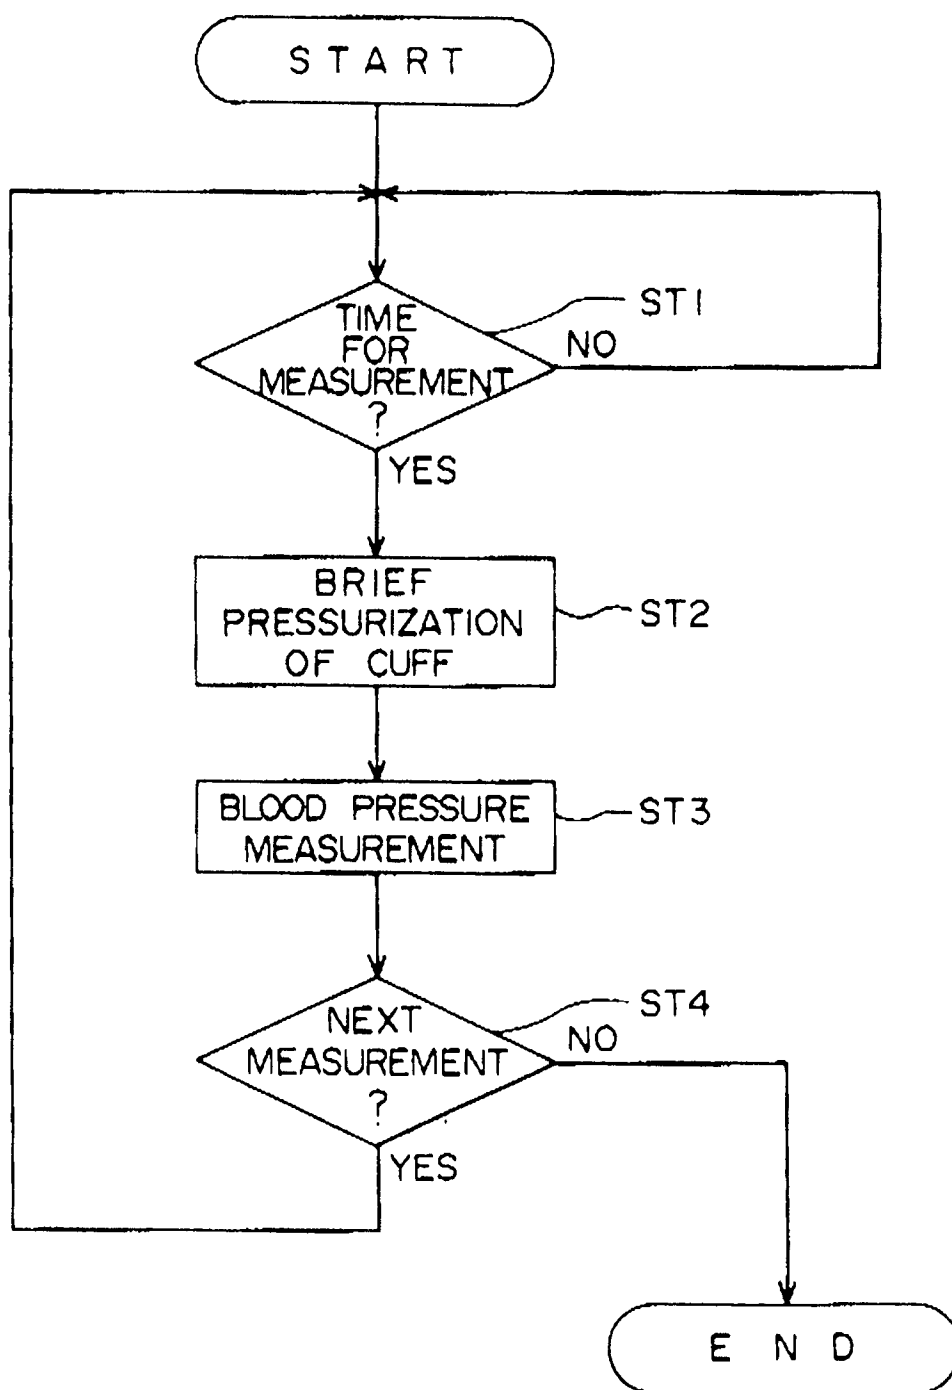 START
TIME
FOR
MEASUREMENT
?
ST1
NO
YES
BRIEF
PRESSURIZATION
OF CUFF
ST2
BLOOD PRESSURE
MEASUREMENT
ST3
NEXT
MEASUREMENT
?
ST4
NO
YES
END